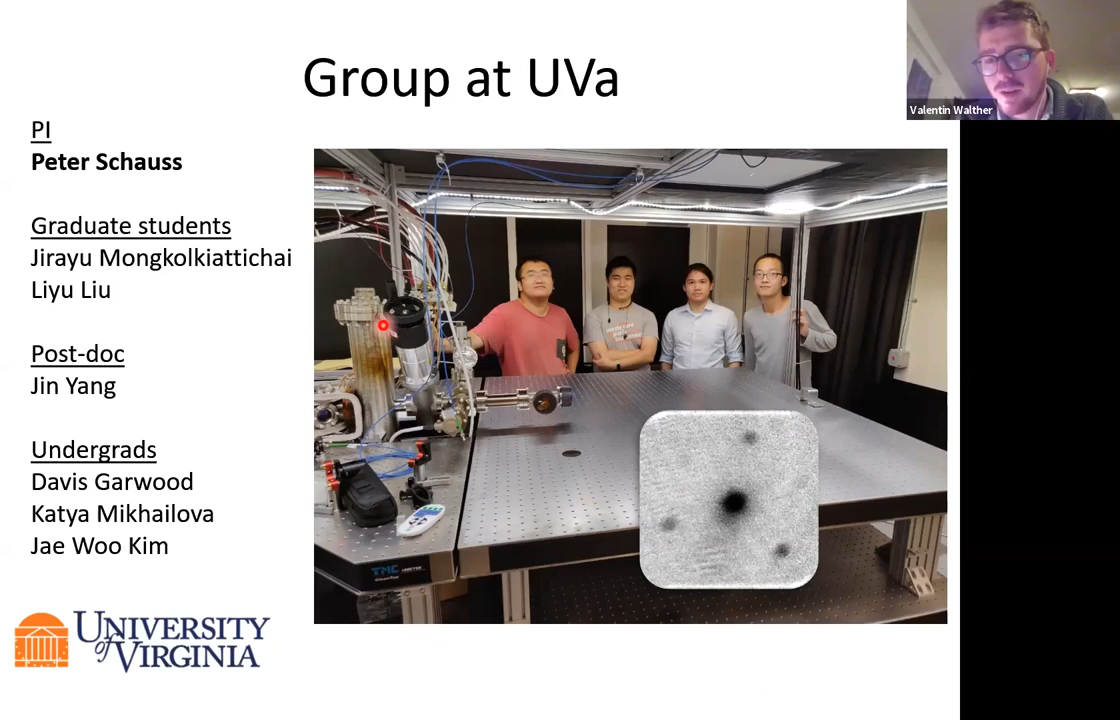 Group at UVa
Valentin Walther
PI
Peter Schauss
Graduate students
Jirayu Mongkolkiattichai
Liyu Liu
Post-doc
Jin Yang
Undergrads
Davis Garwood
Katya Mikhailova
Jae Woo Kim
TMC
UNIVERSITY
of VIRGINIA